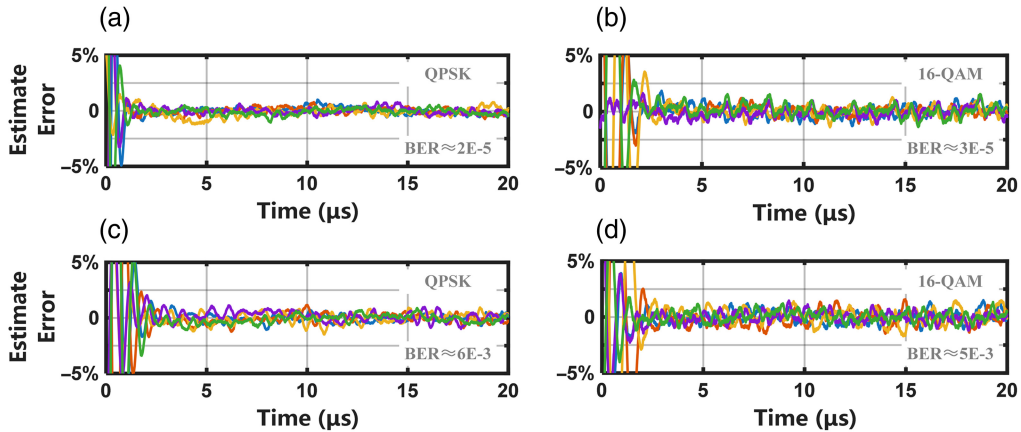 (a)
(b)
5%
0
−5%
Estimate
Error
QPSK
BER≈2E-5
0
5
10
15
20
Time (μs)
5%
0
−5%
16-QAM
BER≈3E-5
0
5
10
15
20
Time (μs)
(c)
(d)
5%
0
−5%
Estimate
Error
QPSK
BER≈6E-3
0
5
10
15
20
Time (μs)
5%
0
−5%
16-QAM
BER≈5E-3
0
5
10
15
20
Time (μs)